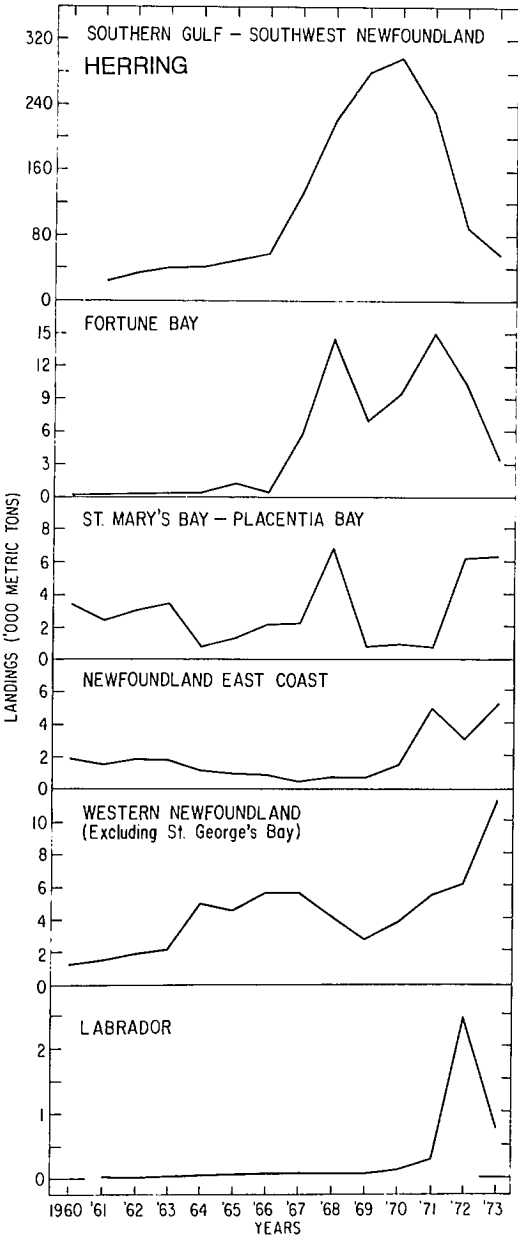 SOUTHERN GULF – SOUTHWEST NEWFOUNDLAND
HERRING
320
240
160
80
0
FORTUNE BAY
15
12
9
6
3
0
ST. MARY'S BAY – PLACENTIA BAY
8
6
4
2
0
NEWFOUNDLAND EAST COAST
6
4
2
0
WESTERN NEWFOUNDLAND
(Excluding St. George's Bay)
10
8
6
4
2
0
LABRADOR
2
1
0
LANDINGS ('000 METRIC TONS)
1960 '61 '62 '63 '64 '65 '66 '67 '68 '69 '70 '71 '72 '73
YEARS